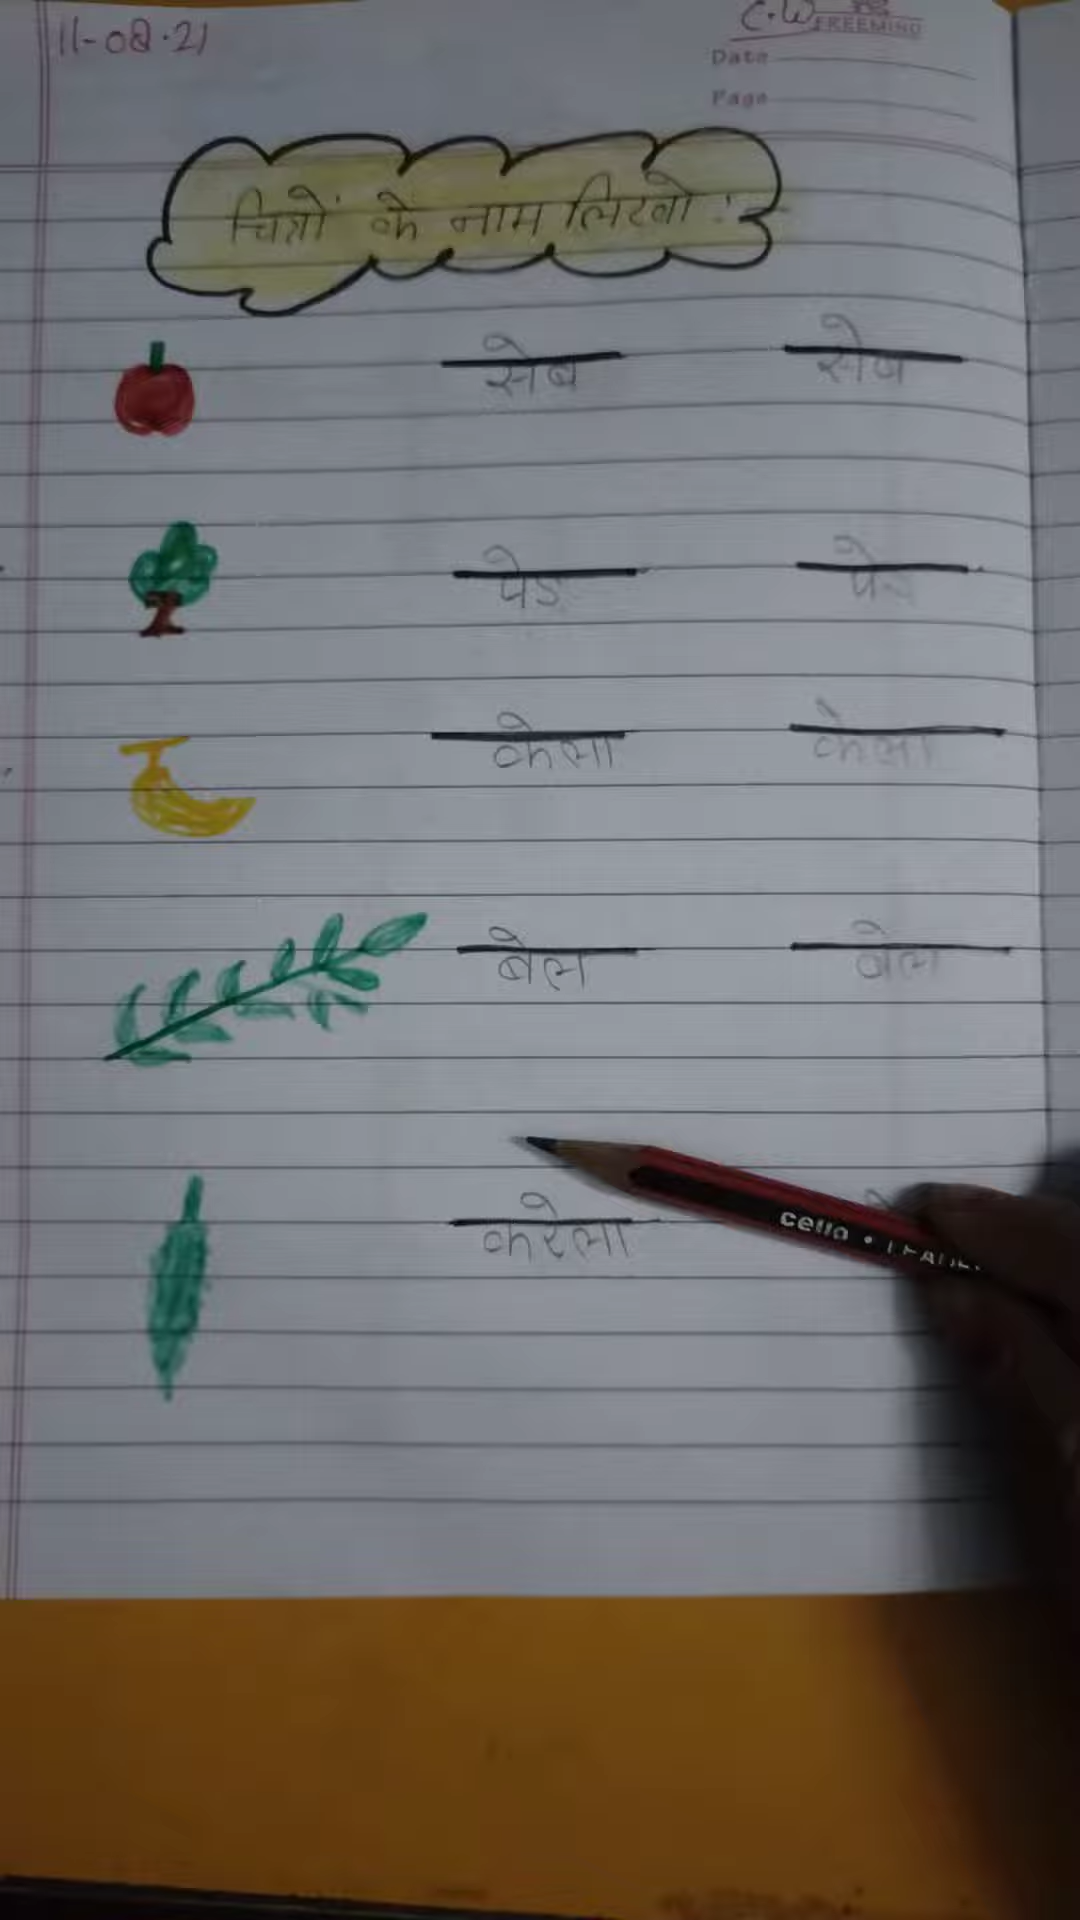 11-08-21
C.W
FREEMIND
Date
Page
चित्रों के नाम लिखो :
सेब सेब
पेड
केला केला
बेल बेल
करेला
cello